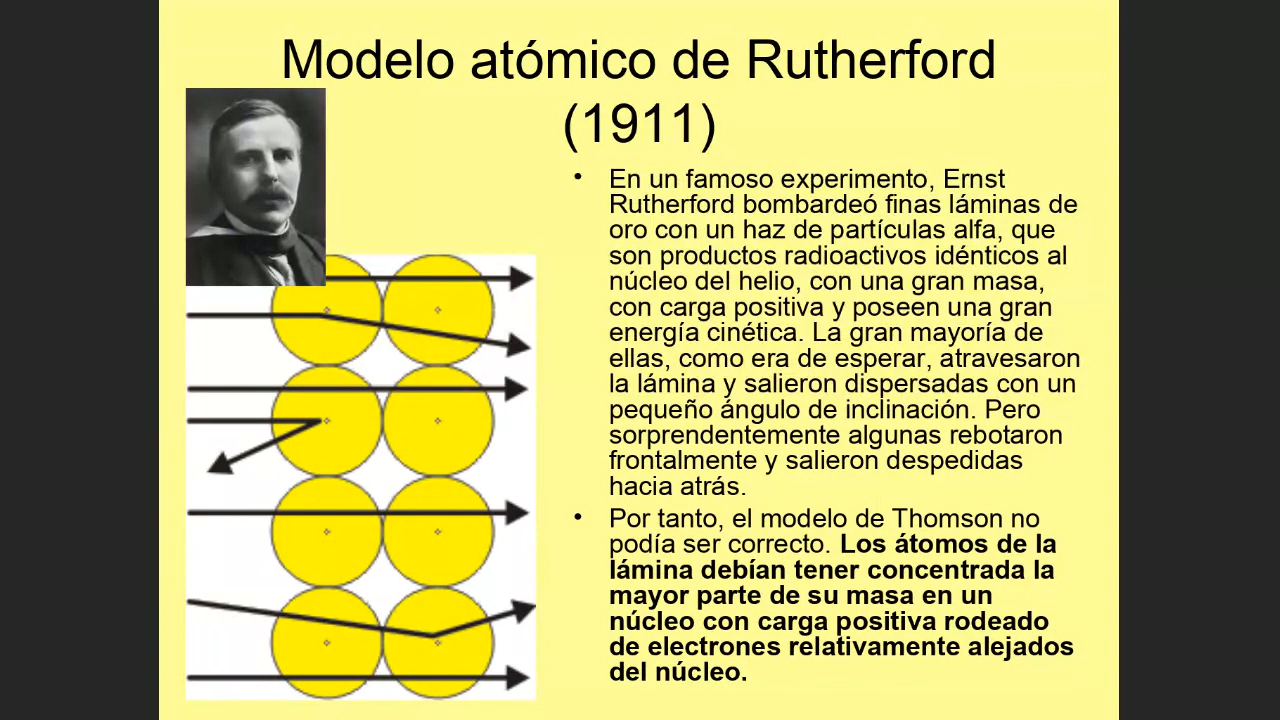 Modelo atómico de Rutherford
(1911)
• En un famoso experimento, Ernst
Rutherford bombardeó finas láminas de
oro con un haz de partículas alfa, que
son productos radioactivos idénticos al
núcleo del helio, con una gran masa,
con carga positiva y poseen una gran
energía cinética. La gran mayoría de
ellas, como era de esperar, atravesaron
la lámina y salieron dispersadas con un
pequeño ángulo de inclinación. Pero
sorprendentemente algunas rebotaron
frontalmente y salieron despedidas
hacia atrás.
• Por tanto, el modelo de Thomson no
podía ser correcto. Los átomos de la
lámina debían tener concentrada la
mayor parte de su masa en un
núcleo con carga positiva rodeado
de electrones relativamente alejados
del núcleo.